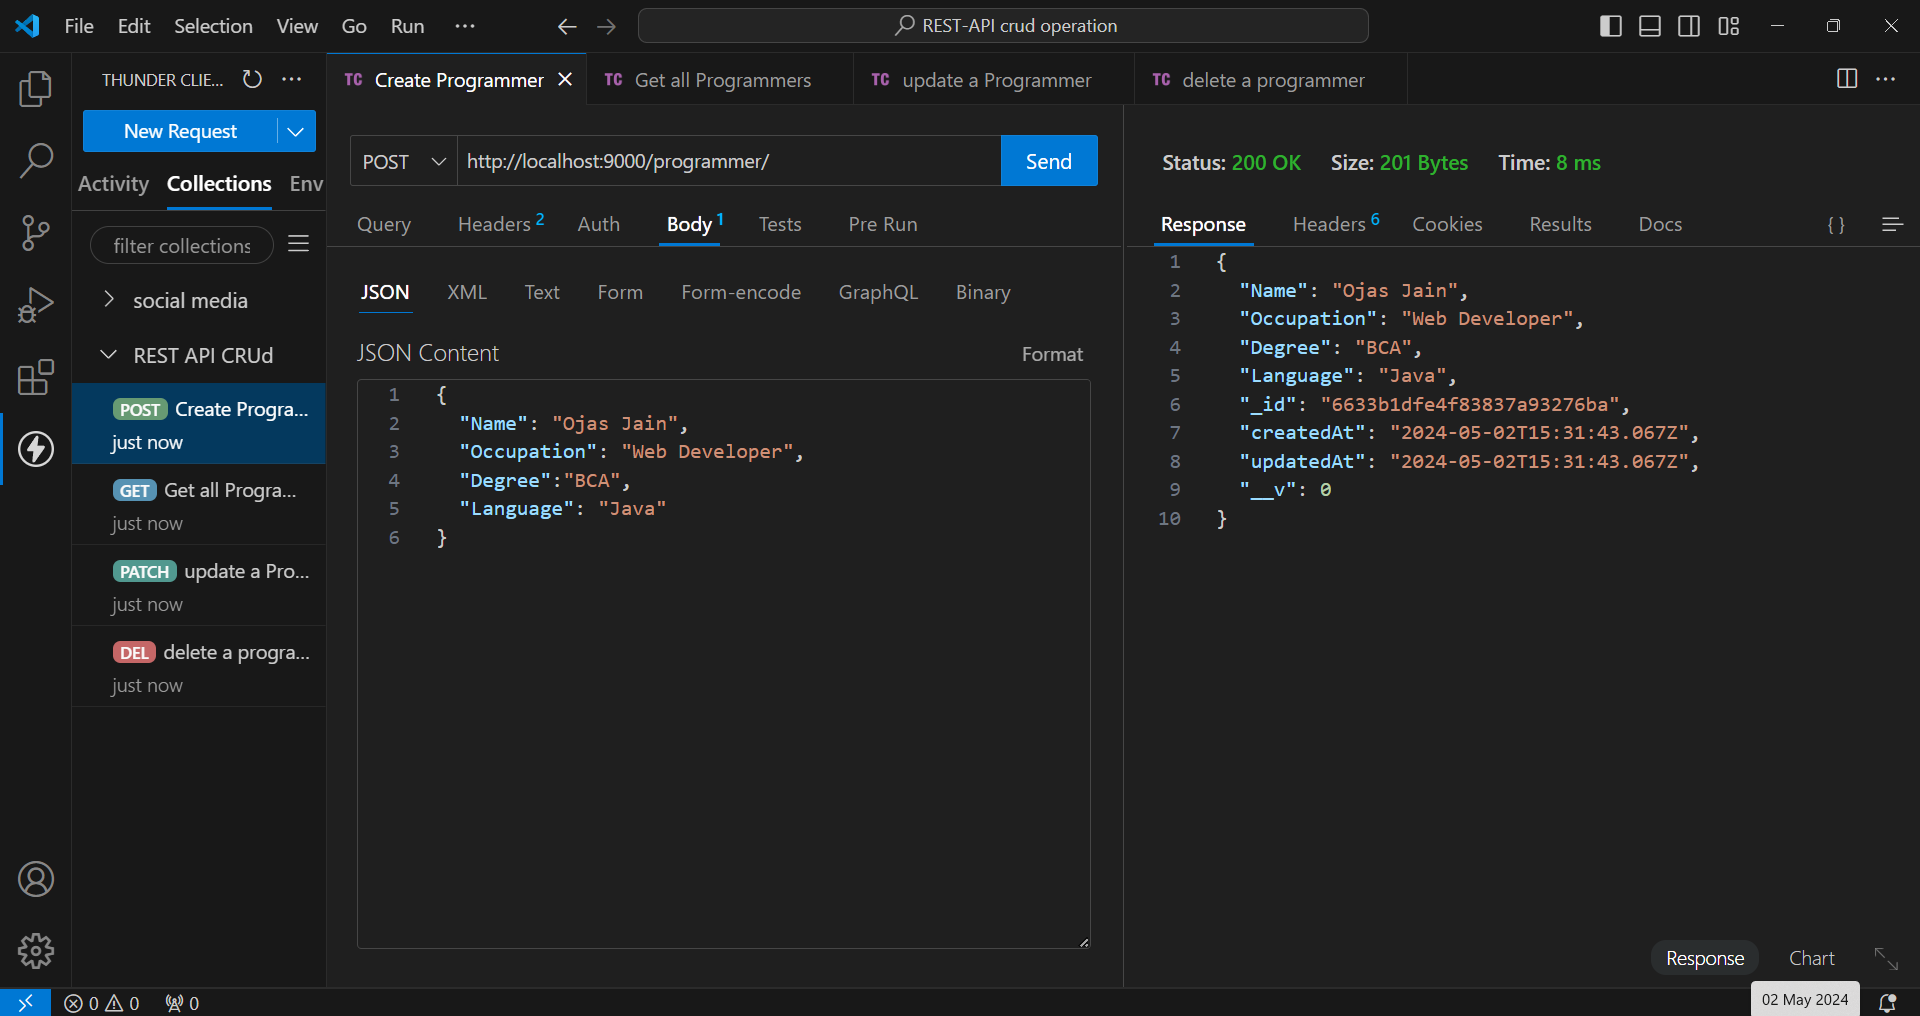 File Edit Selection View Go Run ...
REST-API crud operation
THUNDER CLIE... ...
New Request
Activity Collections Env
filter collections
social media
REST API CRUd
POST Create Progra...
just now
GET Get all Progra...
just now
PATCH update a Pro...
just now
DEL delete a progra...
just now
TC Create Programmer TC Get all Programmers TC update a Programmer TC delete a programmer ...
POST http://localhost:9000/programmer/ Send
Query Headers 2 Auth Body 1 Tests Pre Run
JSON XML Text Form Form-encode GraphQL Binary
JSON Content Format
1 {
2 "Name": "Ojas Jain",
3 "Occupation": "Web Developer",
4 "Degree":"BCA",
5 "Language": "Java"
6 }
Status: 200 OK Size: 201 Bytes Time: 8 ms
Response Headers 6 Cookies Results Docs { }
1 {
2 "Name": "Ojas Jain",
3 "Occupation": "Web Developer",
4 "Degree": "BCA",
5 "Language": "Java",
6 "_id": "6633b1dfe4f83837a93276ba",
7 "createdAt": "2024-05-02T15:31:43.067Z",
8 "updatedAt": "2024-05-02T15:31:43.067Z",
9 "__v": 0
10 }
Response Chart
0 0 0
02 May 2024